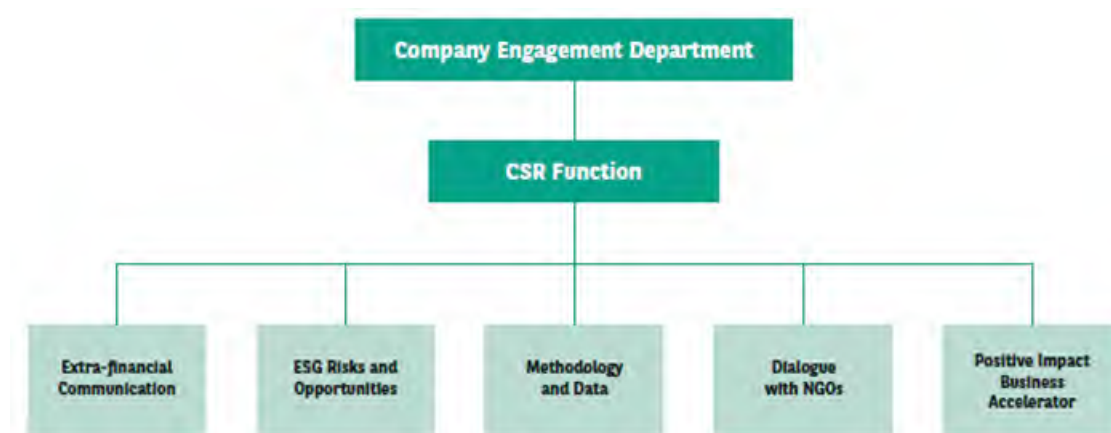 Company Engagement Department
CSR Function
Extra-financial
Communication
ESG Risks and
Opportunities
Methodology
and Data
Dialogue
with NGOs
Positive Impact
Business
Accelerator